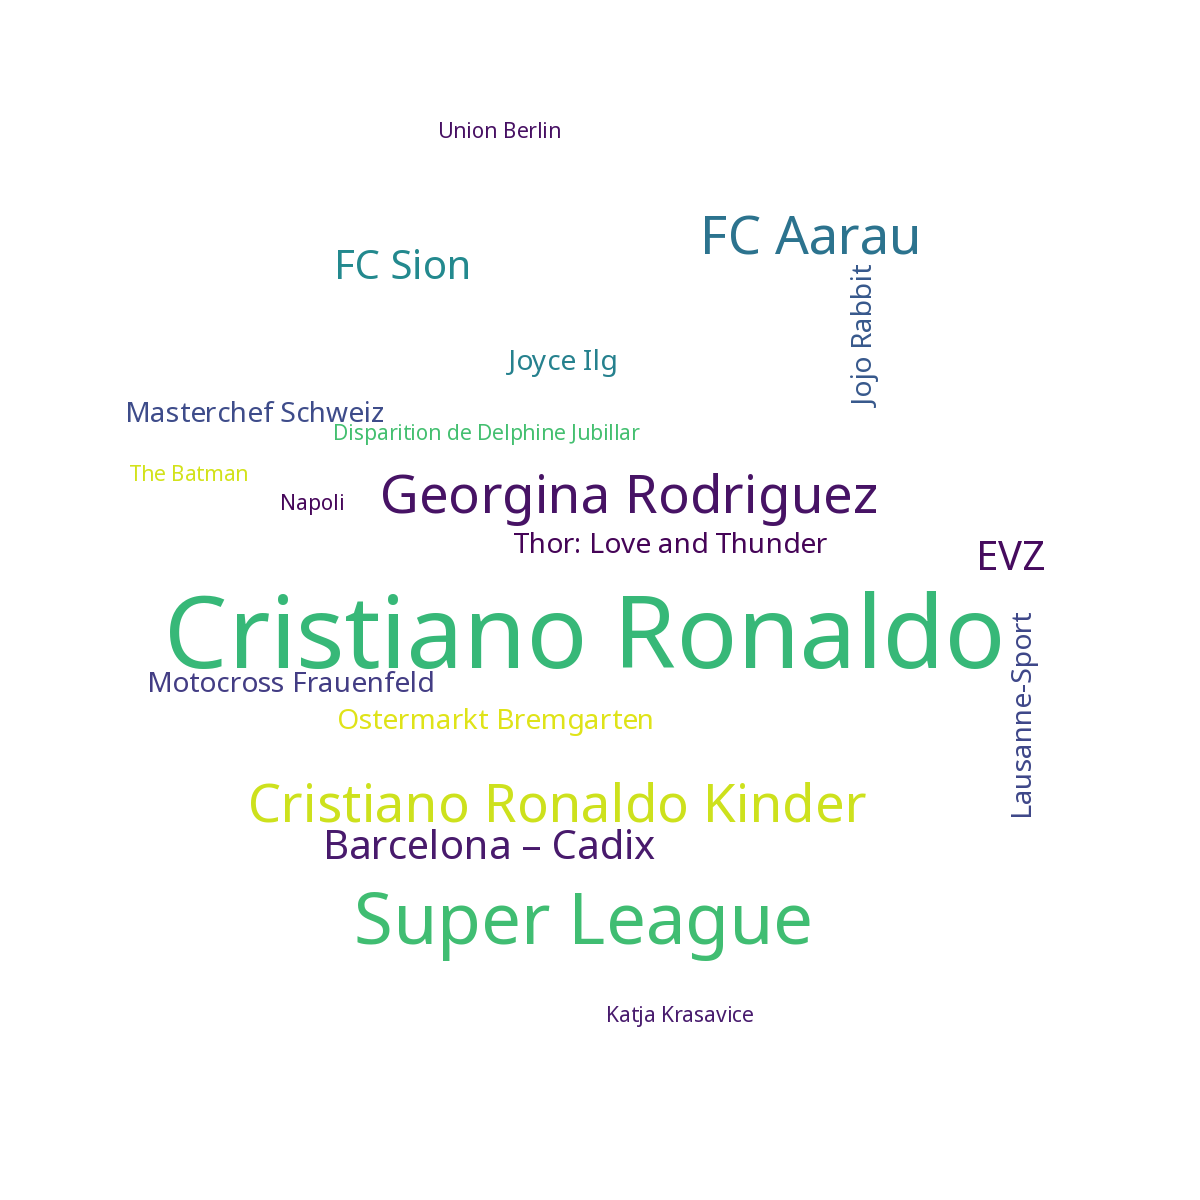 Union Berlin
FC Aarau
FC Sion
Jojo Rabbit
Joyce Ilg
Masterchef Schweiz
Disparition de Delphine Jubillar
The Batman
Napoli
Georgina Rodriguez
Thor: Love and Thunder
EVZ
Cristiano Ronaldo
Lausanne-Sport
Motocross Frauenfeld
Ostermarkt Bremgarten
Cristiano Ronaldo Kinder
Barcelona – Cadix
Super League
Katja Krasavice